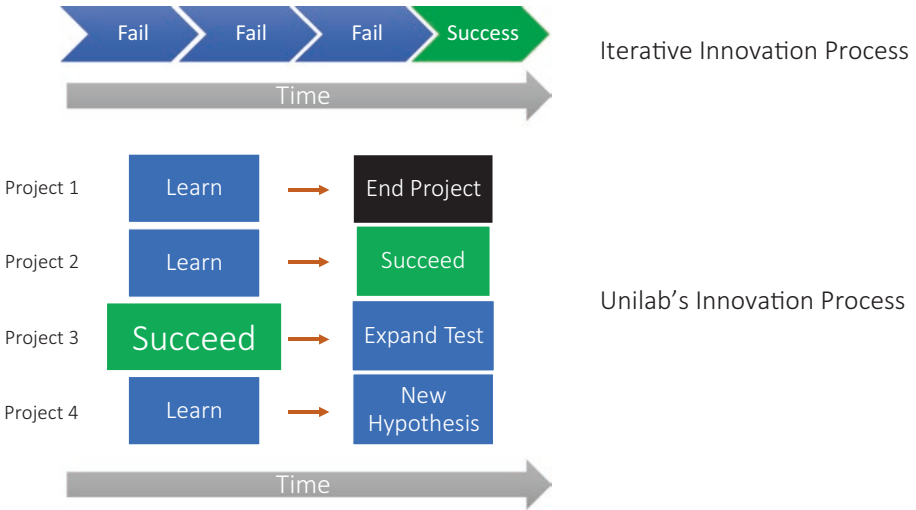 Fail Fail Fail Success
Iterative Innovation Process
Time
Project 1 Learn End Project
Project 2 Learn Succeed
Unilab’s Innovation Process
Project 3 Succeed Expand Test
Project 4 Learn New
Hypothesis
Time